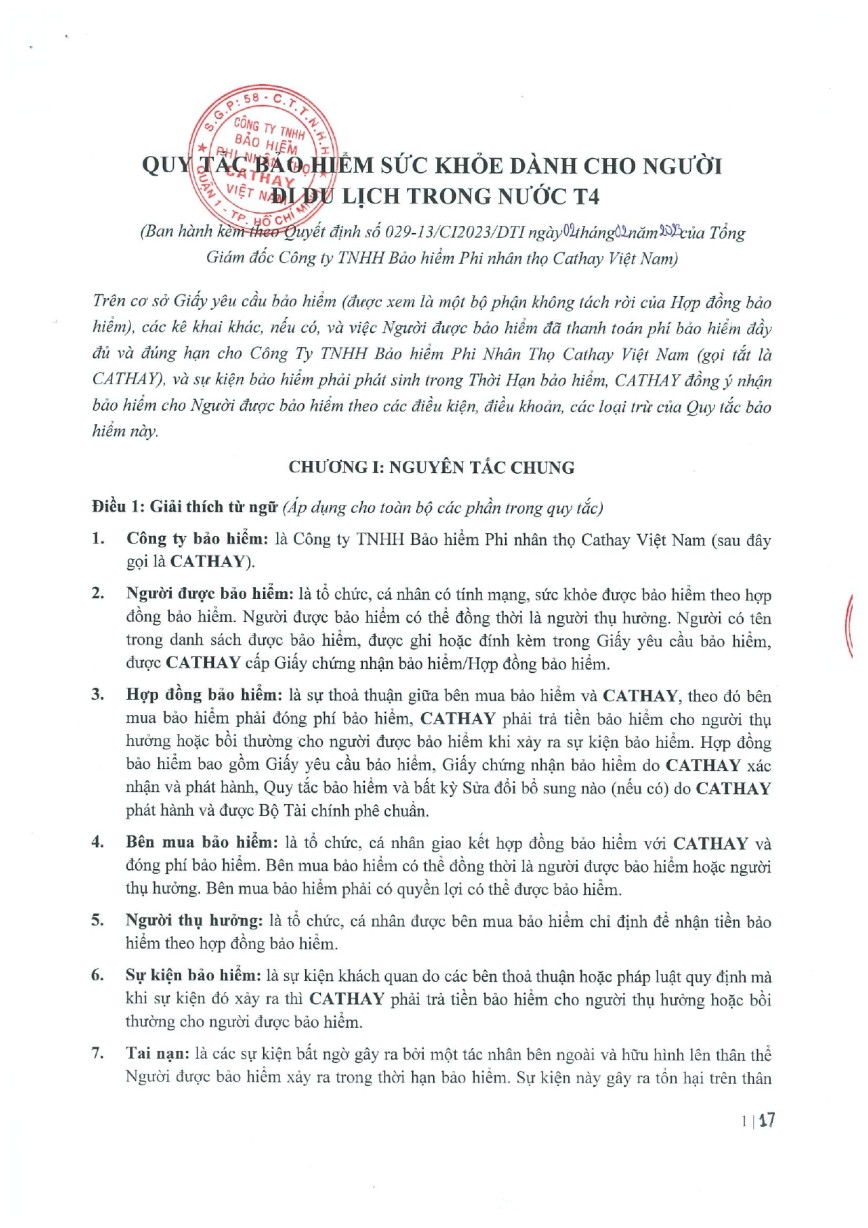 S.G.P: 58 - C.T.T.N.H.H
CÔNG TY TNHH
BẢO HIỂM
PHI NHÂN THỌ
CATHAY
VIỆT NAM
QUẬN 1 - TP. HỒ CHÍ MINH
QUY TẮC BẢO HIỂM SỨC KHỎE DÀNH CHO NGƯỜI
ĐI DU LỊCH TRONG NƯỚC T4
(Ban hành kèm theo Quyết định số 029-13/CI2023/DTI ngày 02 tháng 02 năm 2023 của Tổng
Giám đốc Công ty TNHH Bảo hiểm Phi nhân thọ Cathay Việt Nam)
Trên cơ sở Giấy yêu cầu bảo hiểm (được xem là một bộ phận không tách rời của Hợp đồng bảo
hiểm), các kê khai khác, nếu có, và việc Người được bảo hiểm đã thanh toán phí bảo hiểm đầy
đủ và đúng hạn cho Công Ty TNHH Bảo hiểm Phi Nhân Thọ Cathay Việt Nam (gọi tắt là
CATHAY), và sự kiện bảo hiểm phải phát sinh trong Thời Hạn bảo hiểm, CATHAY đồng ý nhận
bảo hiểm cho Người được bảo hiểm theo các điều kiện, điều khoản, các loại trừ của Quy tắc bảo
hiểm này.
CHƯƠNG I: NGUYÊN TẮC CHUNG
Điều 1: Giải thích từ ngữ (Áp dụng cho toàn bộ các phần trong quy tắc)
1. Công ty bảo hiểm: là Công ty TNHH Bảo hiểm Phi nhân thọ Cathay Việt Nam (sau đây
gọi là CATHAY).
2. Người được bảo hiểm: là tổ chức, cá nhân có tính mạng, sức khỏe được bảo hiểm theo hợp
đồng bảo hiểm. Người được bảo hiểm có thể đồng thời là người thụ hưởng. Người có tên
trong danh sách được bảo hiểm, được ghi hoặc đính kèm trong Giấy yêu cầu bảo hiểm,
được CATHAY cấp Giấy chứng nhận bảo hiểm/Hợp đồng bảo hiểm.
3. Hợp đồng bảo hiểm: là sự thoả thuận giữa bên mua bảo hiểm và CATHAY, theo đó bên
mua bảo hiểm phải đóng phí bảo hiểm, CATHAY phải trả tiền bảo hiểm cho người thụ
hưởng hoặc bồi thường cho người được bảo hiểm khi xảy ra sự kiện bảo hiểm. Hợp đồng
bảo hiểm bao gồm Giấy yêu cầu bảo hiểm, Giấy chứng nhận bảo hiểm do CATHAY xác
nhận và phát hành, Quy tắc bảo hiểm và bất kỳ Sửa đổi bổ sung nào (nếu có) do CATHAY
phát hành và được Bộ Tài chính phê chuẩn.
4. Bên mua bảo hiểm: là tổ chức, cá nhân giao kết hợp đồng bảo hiểm với CATHAY và
đóng phí bảo hiểm. Bên mua bảo hiểm có thể đồng thời là người được bảo hiểm hoặc người
thụ hưởng. Bên mua bảo hiểm phải có quyền lợi có thể được bảo hiểm.
5. Người thụ hưởng: là tổ chức, cá nhân được bên mua bảo hiểm chỉ định để nhận tiền bảo
hiểm theo hợp đồng bảo hiểm.
6. Sự kiện bảo hiểm: là sự kiện khách quan do các bên thoả thuận hoặc pháp luật quy định mà
khi sự kiện đó xảy ra thì CATHAY phải trả tiền bảo hiểm cho người thụ hưởng hoặc bồi
thường cho người được bảo hiểm.
7. Tai nạn: là các sự kiện bất ngờ gây ra bởi một tác nhân bên ngoài và hữu hình lên thân thể
Người được bảo hiểm xảy ra trong thời hạn bảo hiểm. Sự kiện này gây ra tổn hại trên thân
1 | 17